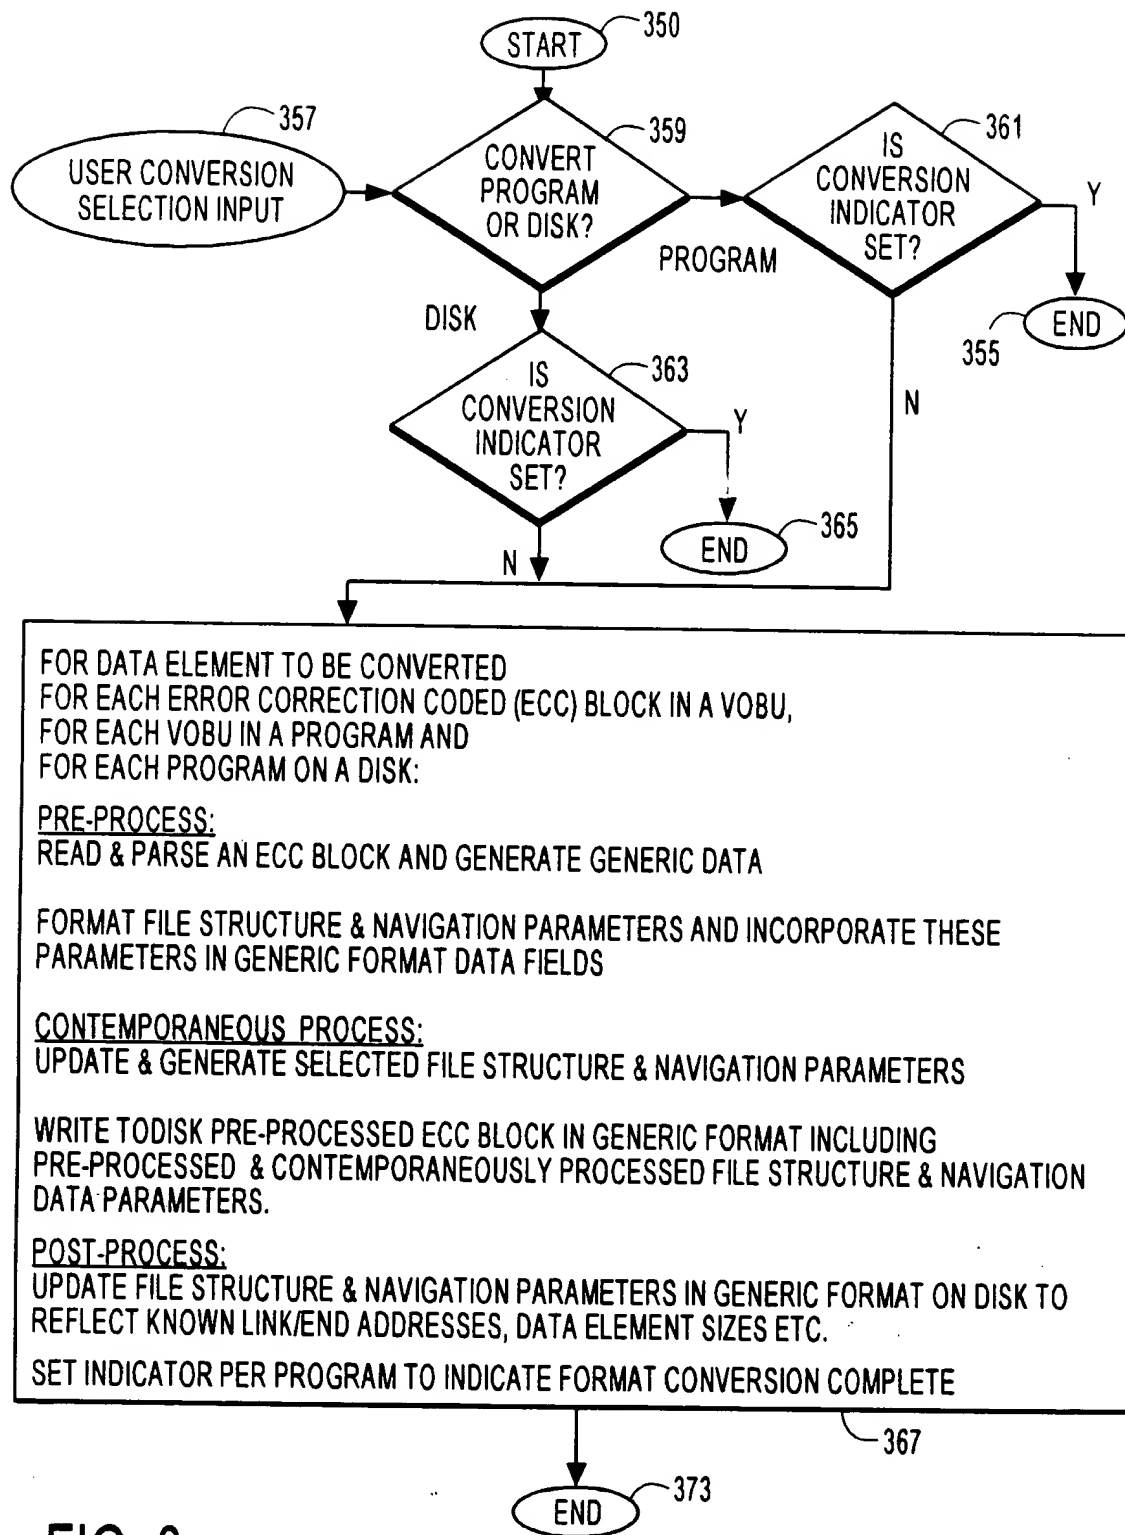 START
350
357
USER CONVERSION
SELECTION INPUT
359
CONVERT
PROGRAM
OR DISK?
361
IS
CONVERSION
INDICATOR
SET?
Y
PROGRAM
END
355
DISK
N
363
IS
CONVERSION
INDICATOR
SET?
Y
END
365
N
FOR DATA ELEMENT TO BE CONVERTED
FOR EACH ERROR CORRECTION CODED (ECC) BLOCK IN A VOBU,
FOR EACH VOBU IN A PROGRAM AND
FOR EACH PROGRAM ON A DISK:
PRE-PROCESS:
READ & PARSE AN ECC BLOCK AND GENERATE GENERIC DATA
FORMAT FILE STRUCTURE & NAVIGATION PARAMETERS AND INCORPORATE THESE
PARAMETERS IN GENERIC FORMAT DATA FIELDS
CONTEMPORANEOUS PROCESS:
UPDATE & GENERATE SELECTED FILE STRUCTURE & NAVIGATION PARAMETERS
WRITE TODISK PRE-PROCESSED ECC BLOCK IN GENERIC FORMAT INCLUDING
PRE-PROCESSED & CONTEMPORANEOUSLY PROCESSED FILE STRUCTURE & NAVIGATION
DATA PARAMETERS.
POST-PROCESS:
UPDATE FILE STRUCTURE & NAVIGATION PARAMETERS IN GENERIC FORMAT ON DISK TO
REFLECT KNOWN LINK/END ADDRESSES, DATA ELEMENT SIZES ETC.
SET INDICATOR PER PROGRAM TO INDICATE FORMAT CONVERSION COMPLETE
367
END
373